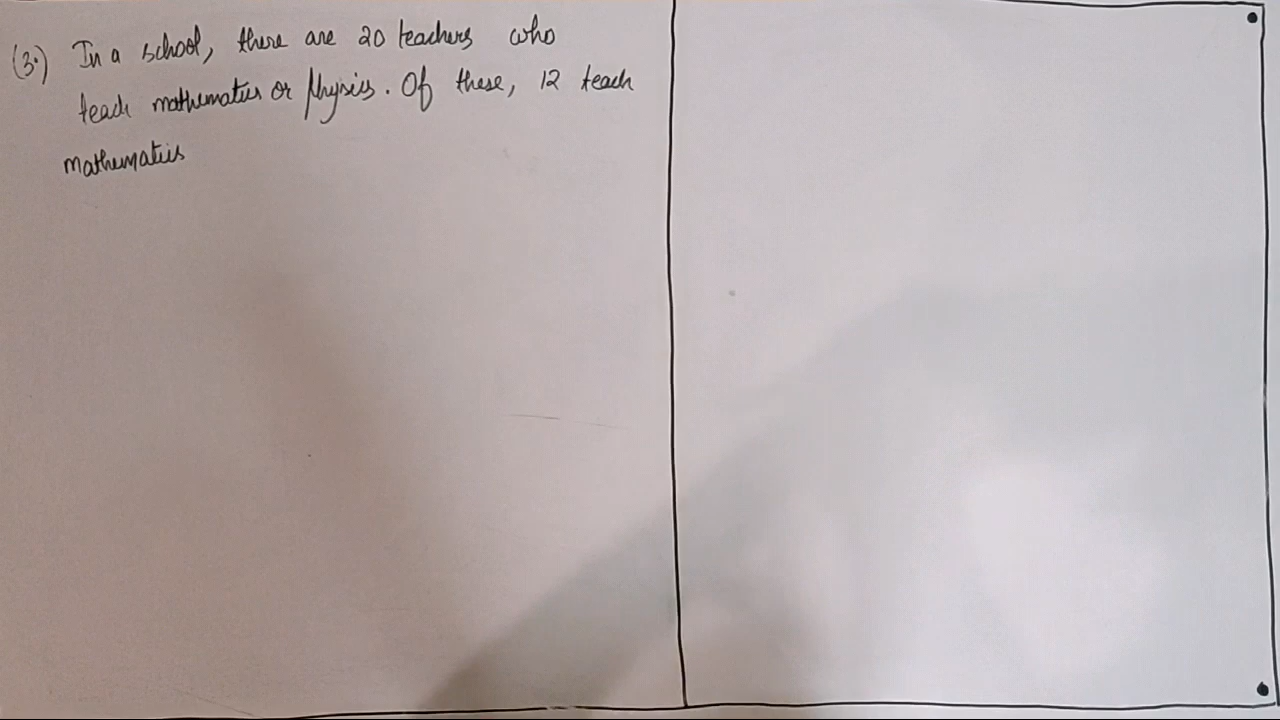 (3.) In a school, there are 20 teachers who
teach mathematics or Physics. Of these, 12 teach
mathematics